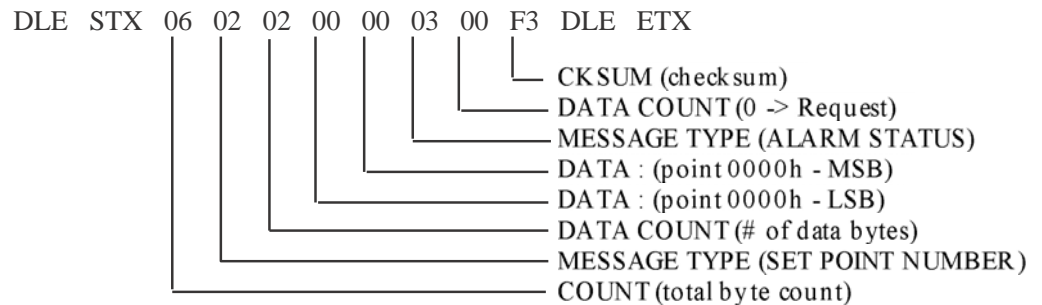 DLE STX 06 02 02 00 00 03 00 F3 DLE ETX
CKSUM (checksum)
DATA COUNT (0 -> Request)
MESSAGE TYPE (ALARM STATUS)
DATA : (point 0000h - MSB)
DATA : (point 0000h - LSB)
DATA COUNT (# of data bytes)
MESSAGE TYPE (SET POINT NUMBER)
COUNT (total byte count)